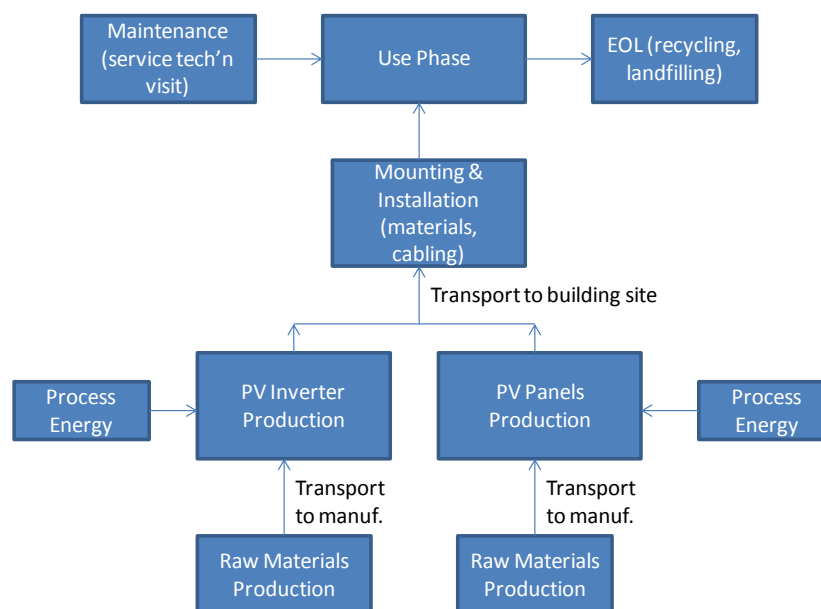 Maintenance
(service tech'n
visit)
Use Phase
EOL (recycling,
landfilling)
Mounting &
Installation
(materials,
cabling)
Transport to building site
Process
Energy
PV Inverter
Production
PV Panels
Production
Process
Energy
Transport
to manuf.
Transport
to manuf.
Raw Materials
Production
Raw Materials
Production